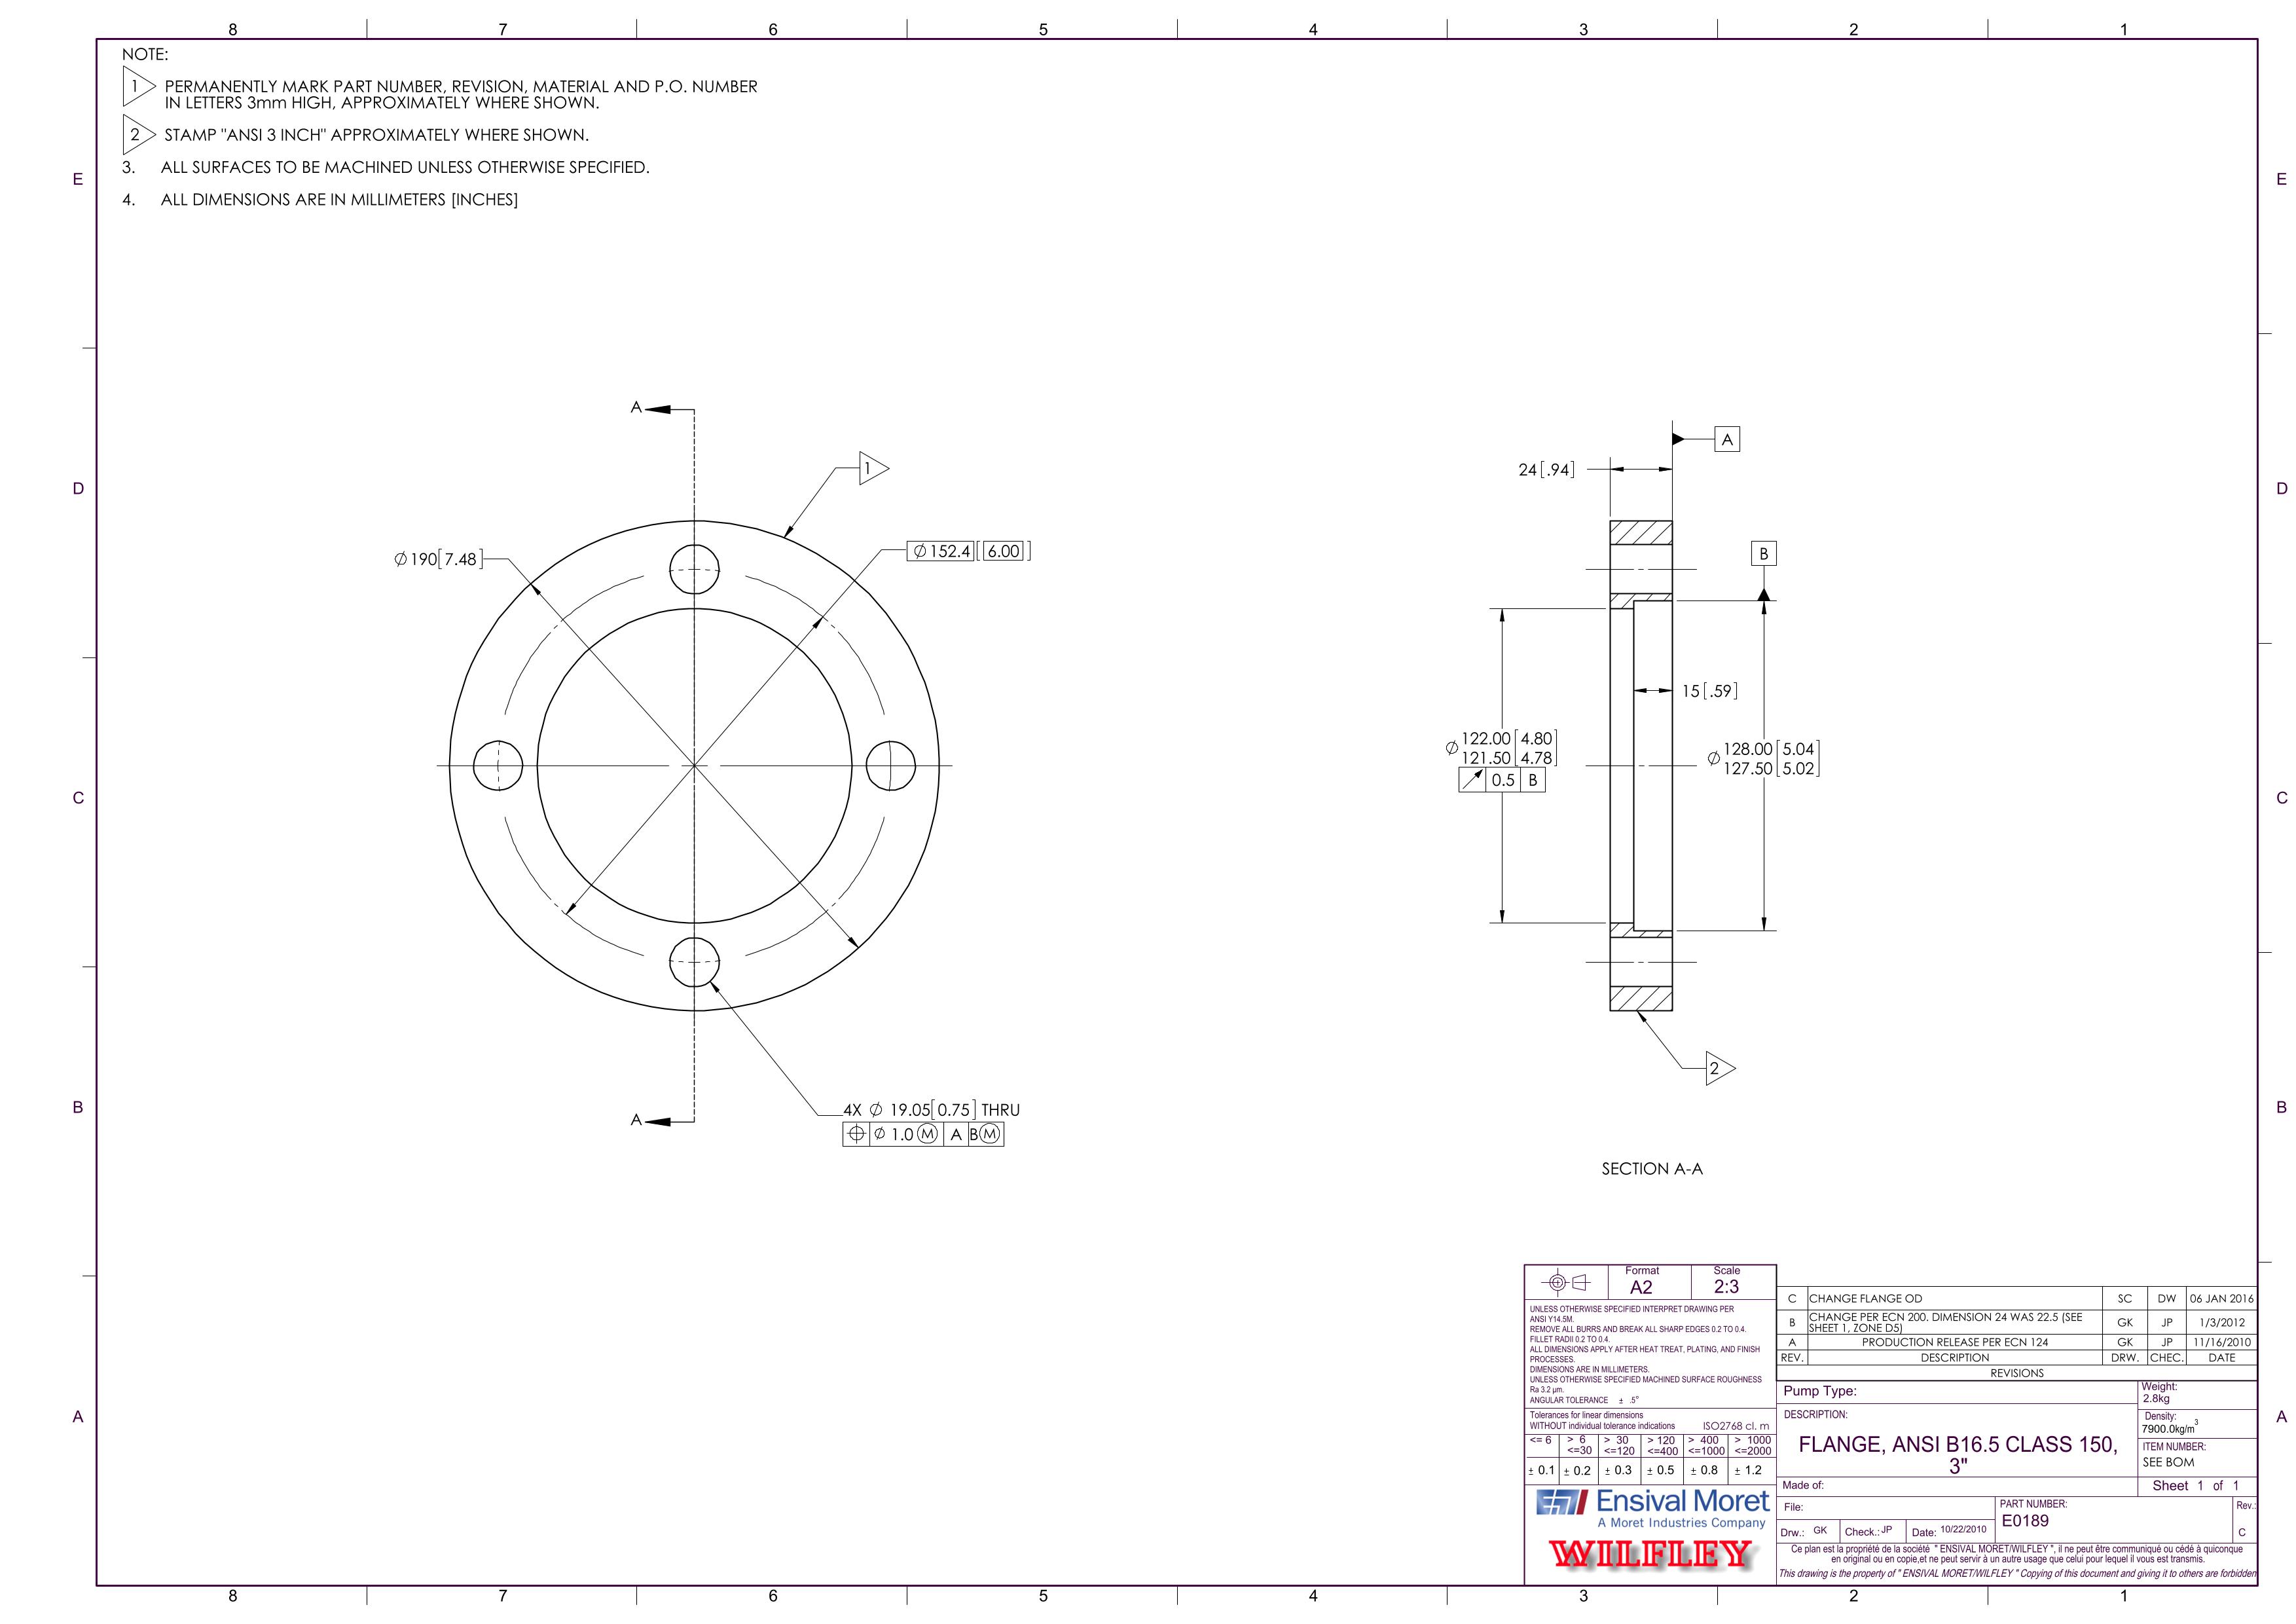 8 7 6 5 4 3 2 1
NOTE:
1 PERMANENTLY MARK PART NUMBER, REVISION, MATERIAL AND P.O. NUMBER
IN LETTERS 3mm HIGH, APPROXIMATELY WHERE SHOWN.
2 STAMP "ANSI 3 INCH" APPROXIMATELY WHERE SHOWN.
3. ALL SURFACES TO BE MACHINED UNLESS OTHERWISE SPECIFIED.
4. ALL DIMENSIONS ARE IN MILLIMETERS [INCHES]
E E
D D
C C
B B
A A
A
1
⌀190[7.48]
⌀152.4[6.00]
A
4X ⌀ 19.05[0.75] THRU
⌖ ⌀ 1.0 Ⓜ A BⓂ
24[.94]
A
B
15[.59]
⌀122.00[4.80]
121.50[4.78]
↗ 0.5 B
⌀128.00[5.04]
127.50[5.02]
2
SECTION A-A
Format
A2
Scale
2:3
UNLESS OTHERWISE SPECIFIED INTERPRET DRAWING PER
ANSI Y14.5M.
REMOVE ALL BURRS AND BREAK ALL SHARP EDGES 0.2 TO 0.4.
FILLET RADII 0.2 TO 0.4.
ALL DIMENSIONS APPLY AFTER HEAT TREAT, PLATING, AND FINISH
PROCESSES.
DIMENSIONS ARE IN MILLIMETERS.
UNLESS OTHERWISE SPECIFIED MACHINED SURFACE ROUGHNESS
Ra 3.2 µm.
ANGULAR TOLERANCE ± .5°
Tolerances for linear dimensions
WITHOUT individual tolerance indications ISO2768 cl. m
<= 6 > 6 > 30 > 120 > 400 > 1000
<=30 <=120 <=400 <=1000 <=2000
± 0.1 ± 0.2 ± 0.3 ± 0.5 ± 0.8 ± 1.2
Ensival Moret
A Moret Industries Company
WILFLEY
C CHANGE FLANGE OD SC DW 06 JAN 2016
B CHANGE PER ECN 200. DIMENSION 24 WAS 22.5 (SEE
SHEET 1, ZONE D5) GK JP 1/3/2012
A PRODUCTION RELEASE PER ECN 124 GK JP 11/16/2010
REV. DESCRIPTION DRW. CHEC. DATE
REVISIONS
Pump Type:
Weight:
2.8kg
DESCRIPTION:
FLANGE, ANSI B16.5 CLASS 150,
3"
Density:
7900.0kg/m3
ITEM NUMBER:
SEE BOM
Made of:
Sheet 1 of 1
File:
PART NUMBER:
E0189
Rev.:
C
Drw.: GK Check.: JP Date: 10/22/2010
Ce plan est la propriété de la société " ENSIVAL MORET/WILFLEY ", il ne peut être communiqué ou cédé à quiconque
en original ou en copie,et ne peut servir à un autre usage que celui pour lequel il vous est transmis.
This drawing is the property of " ENSIVAL MORET/WILFLEY " Copying of this document and giving it to others are forbidden
8 7 6 5 4 3 2 1